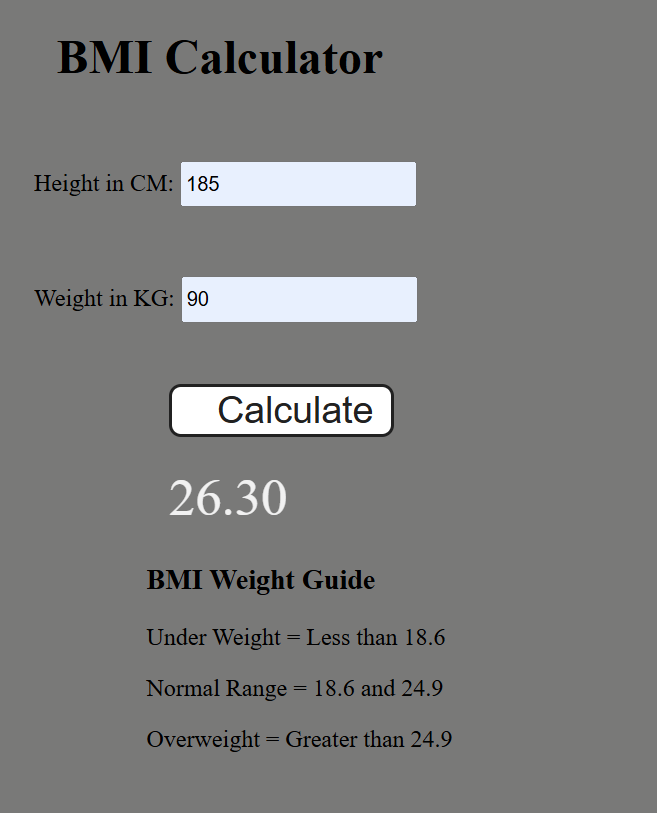 BMI Calculator
Height in CM: 185
Weight in KG: 90
Calculate
26.30
BMI Weight Guide
Under Weight = Less than 18.6
Normal Range = 18.6 and 24.9
Overweight = Greater than 24.9